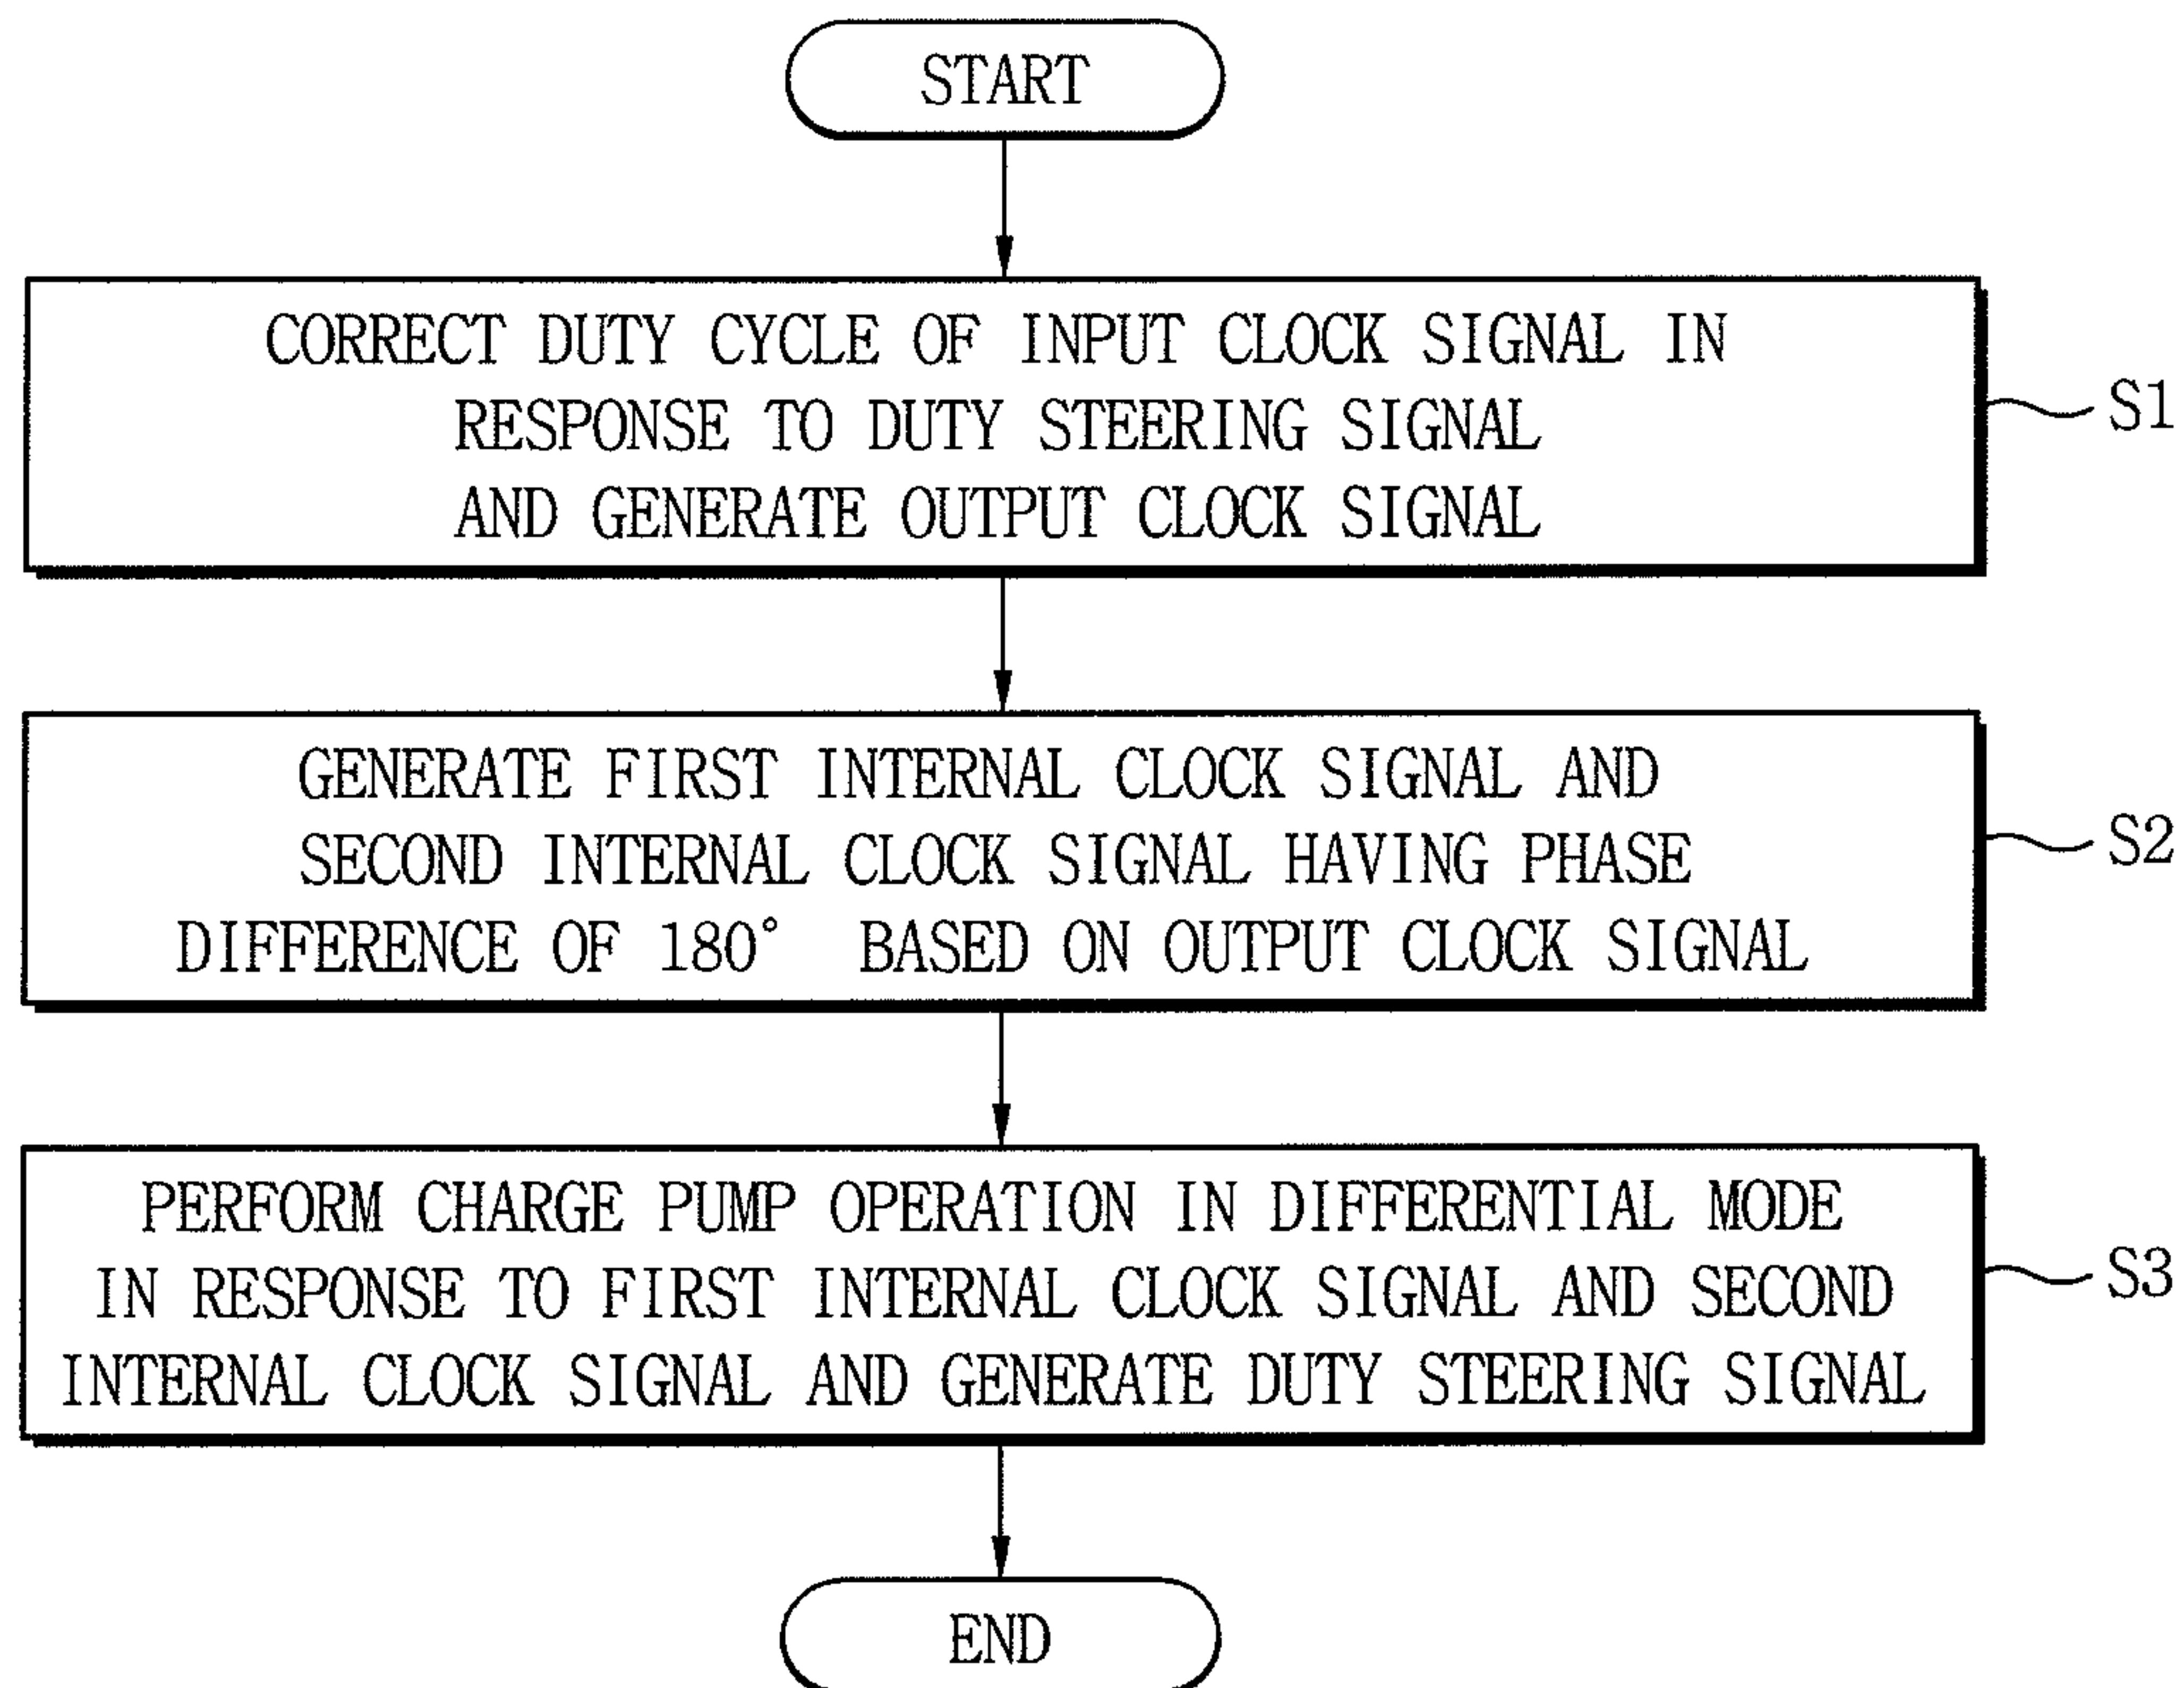 START
CORRECT DUTY CYCLE OF INPUT CLOCK SIGNAL IN
RESPONSE TO DUTY STEERING SIGNAL
AND GENERATE OUTPUT CLOCK SIGNAL
S1
GENERATE FIRST INTERNAL CLOCK SIGNAL AND
SECOND INTERNAL CLOCK SIGNAL HAVING PHASE
DIFFERENCE OF 180° BASED ON OUTPUT CLOCK SIGNAL
S2
PERFORM CHARGE PUMP OPERATION IN DIFFERENTIAL MODE
IN RESPONSE TO FIRST INTERNAL CLOCK SIGNAL AND SECOND
INTERNAL CLOCK SIGNAL AND GENERATE DUTY STEERING SIGNAL
S3
END